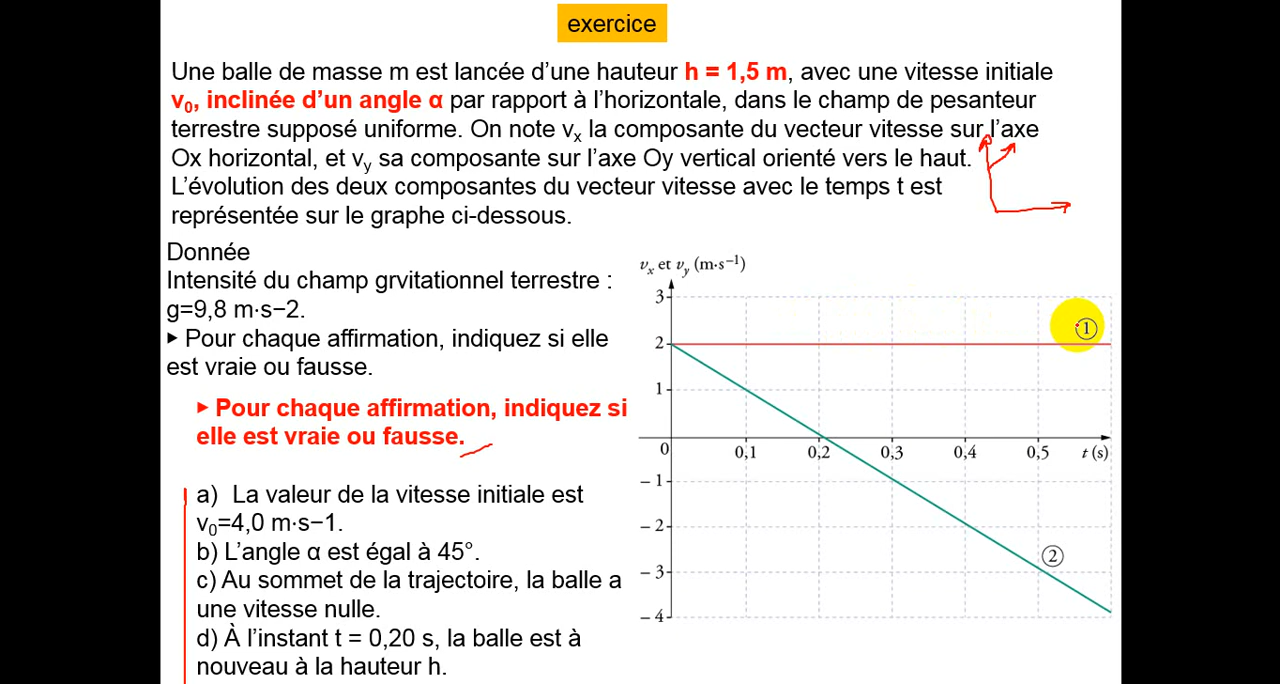 exercice
Une balle de masse m est lancée d’une hauteur h = 1,5 m, avec une vitesse initiale
v₀, inclinée d’un angle α par rapport à l’horizontale, dans le champ de pesanteur
terrestre supposé uniforme. On note vₓ la composante du vecteur vitesse sur l’axe
Ox horizontal, et vᵧ sa composante sur l’axe Oy vertical orienté vers le haut.
L’évolution des deux composantes du vecteur vitesse avec le temps t est
représentée sur le graphe ci-dessous.
Donnée
Intensité du champ grvitationnel terrestre :
g=9,8 m·s−2.
▸ Pour chaque affirmation, indiquez si elle
est vraie ou fausse.
▸ Pour chaque affirmation, indiquez si
elle est vraie ou fausse.
a) La valeur de la vitesse initiale est
v₀=4,0 m·s−1.
b) L’angle α est égal à 45°.
c) Au sommet de la trajectoire, la balle a
une vitesse nulle.
d) À l’instant t = 0,20 s, la balle est à
nouveau à la hauteur h.
vₓ et vᵧ (m·s⁻¹)
3
①
2
1
0 0,1 0,2 0,3 0,4 0,5 t (s)
− 1
− 2
②
− 3
− 4